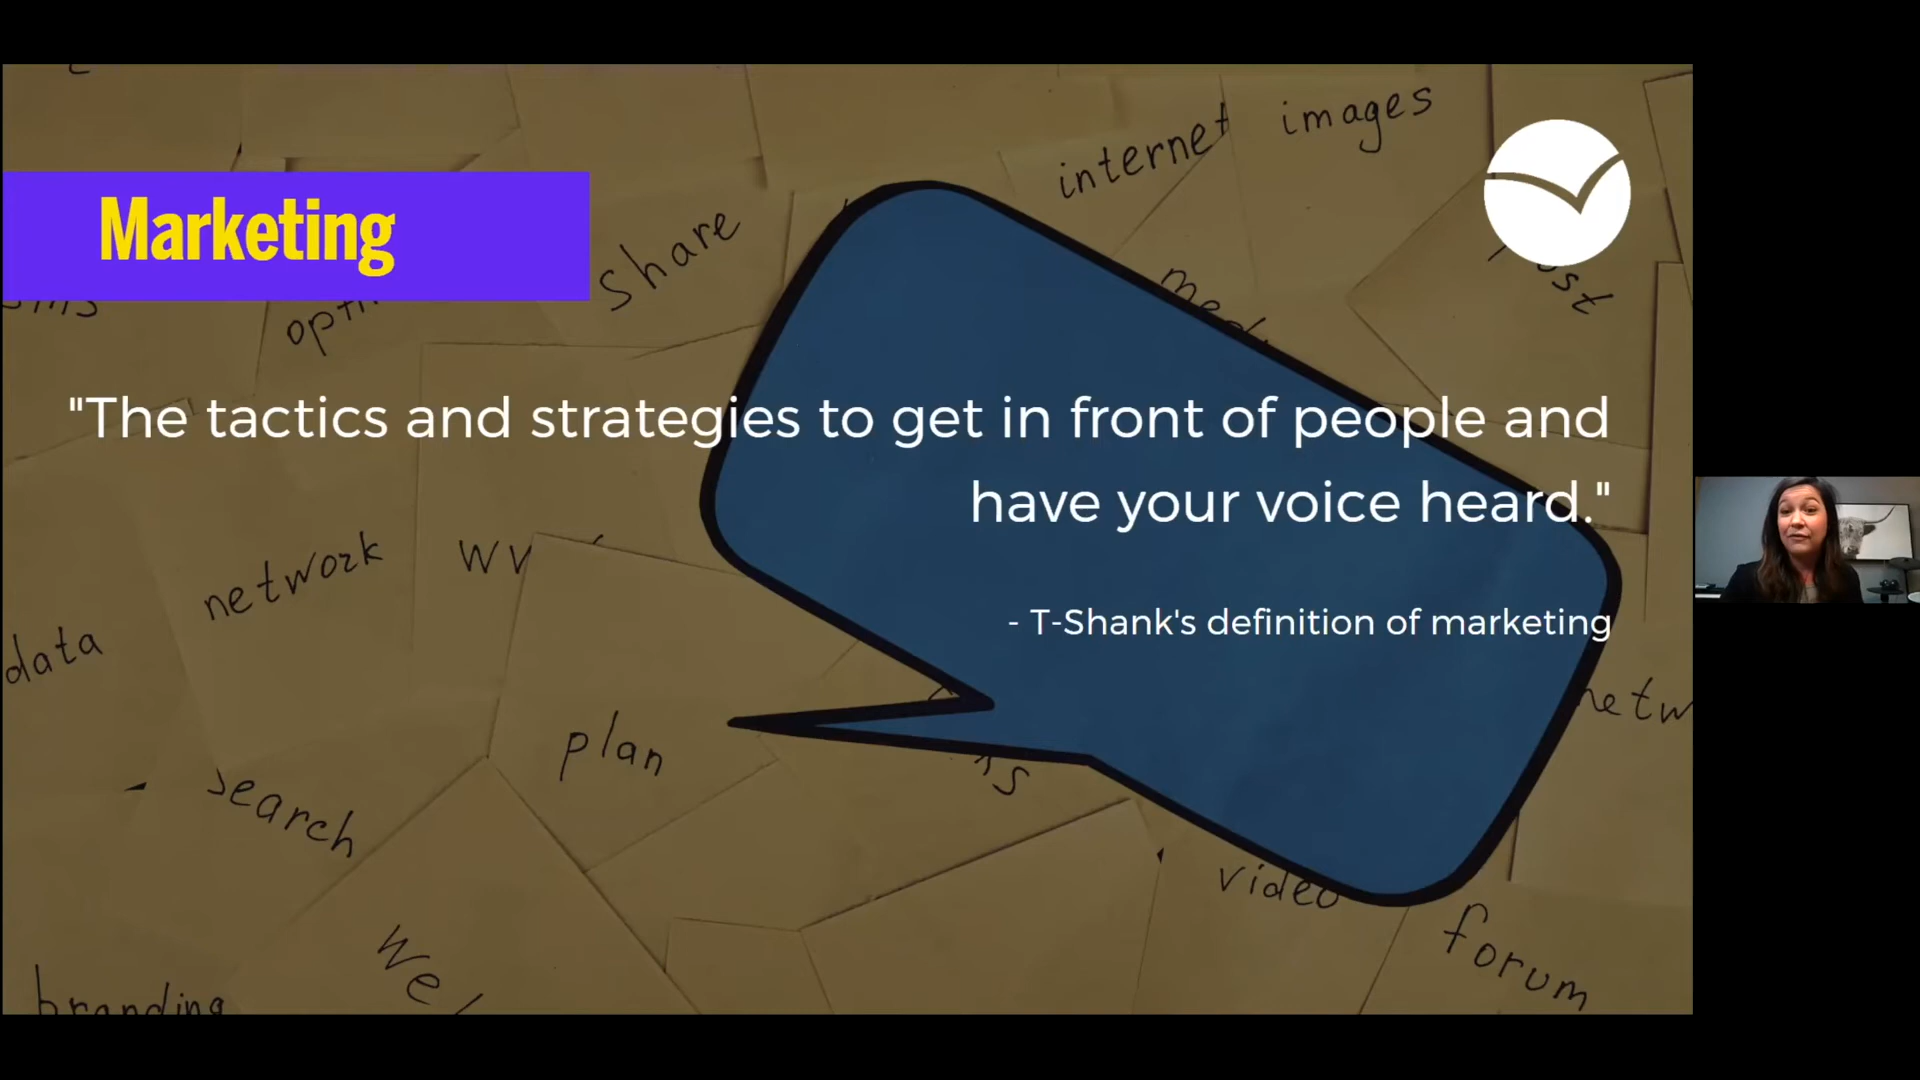 internet images
Marketing
share
"The tactics and strategies to get in front of people and
have your voice heard."
network
- T-Shank's definition of marketing
data
plan
search
video
forum
branding